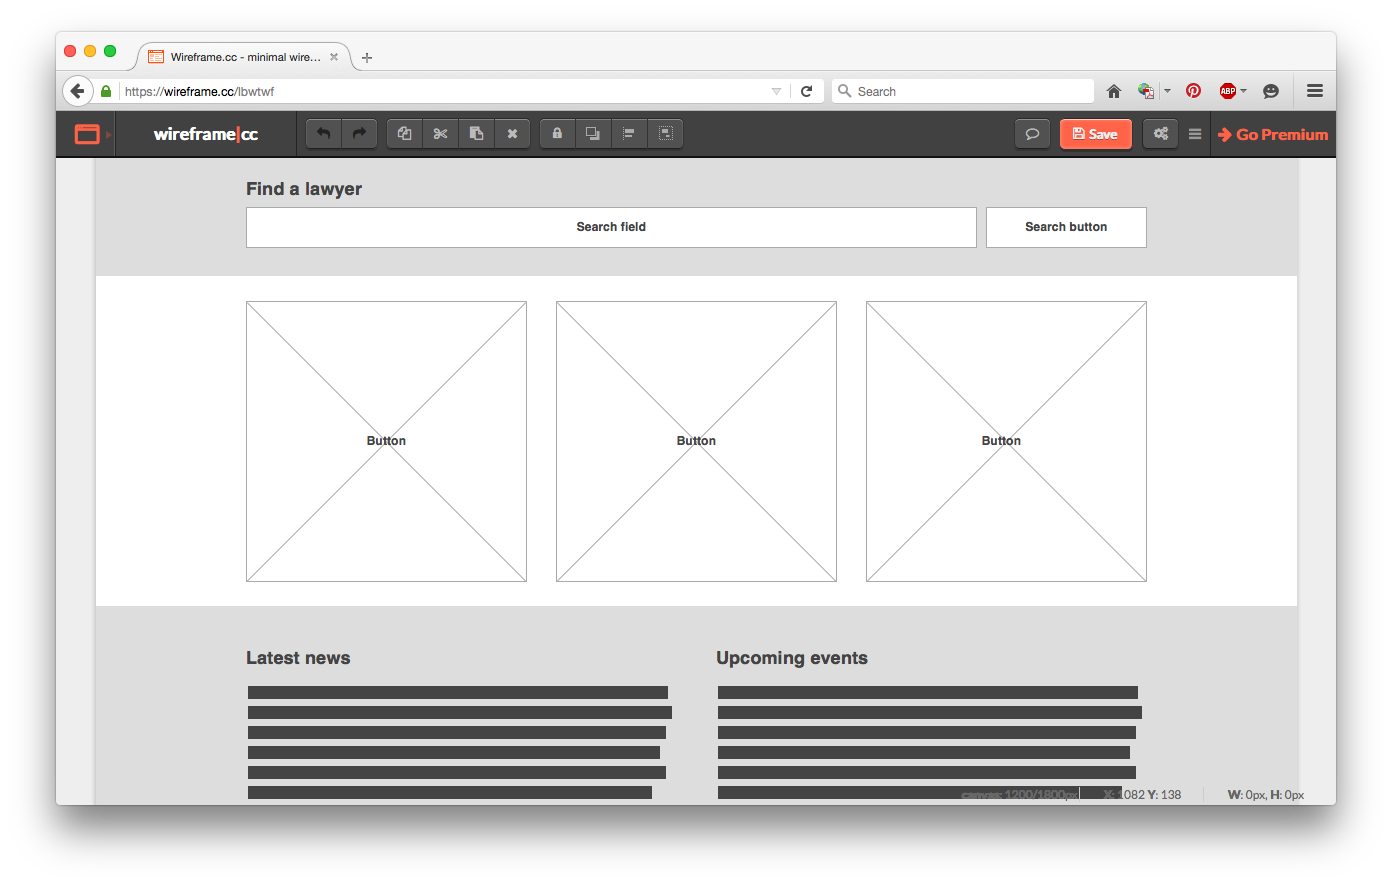 Wireframe.cc - minimal wire...
https://wireframe.cc/lbwtwf
Search
ABP
wireframe|cc
Save
Go Premium
Find a lawyer
Search field
Search button
Button
Button
Button
Latest news
Upcoming events
canvas: 1200/1800px
X: 1082 Y: 138
W: 0px, H: 0px